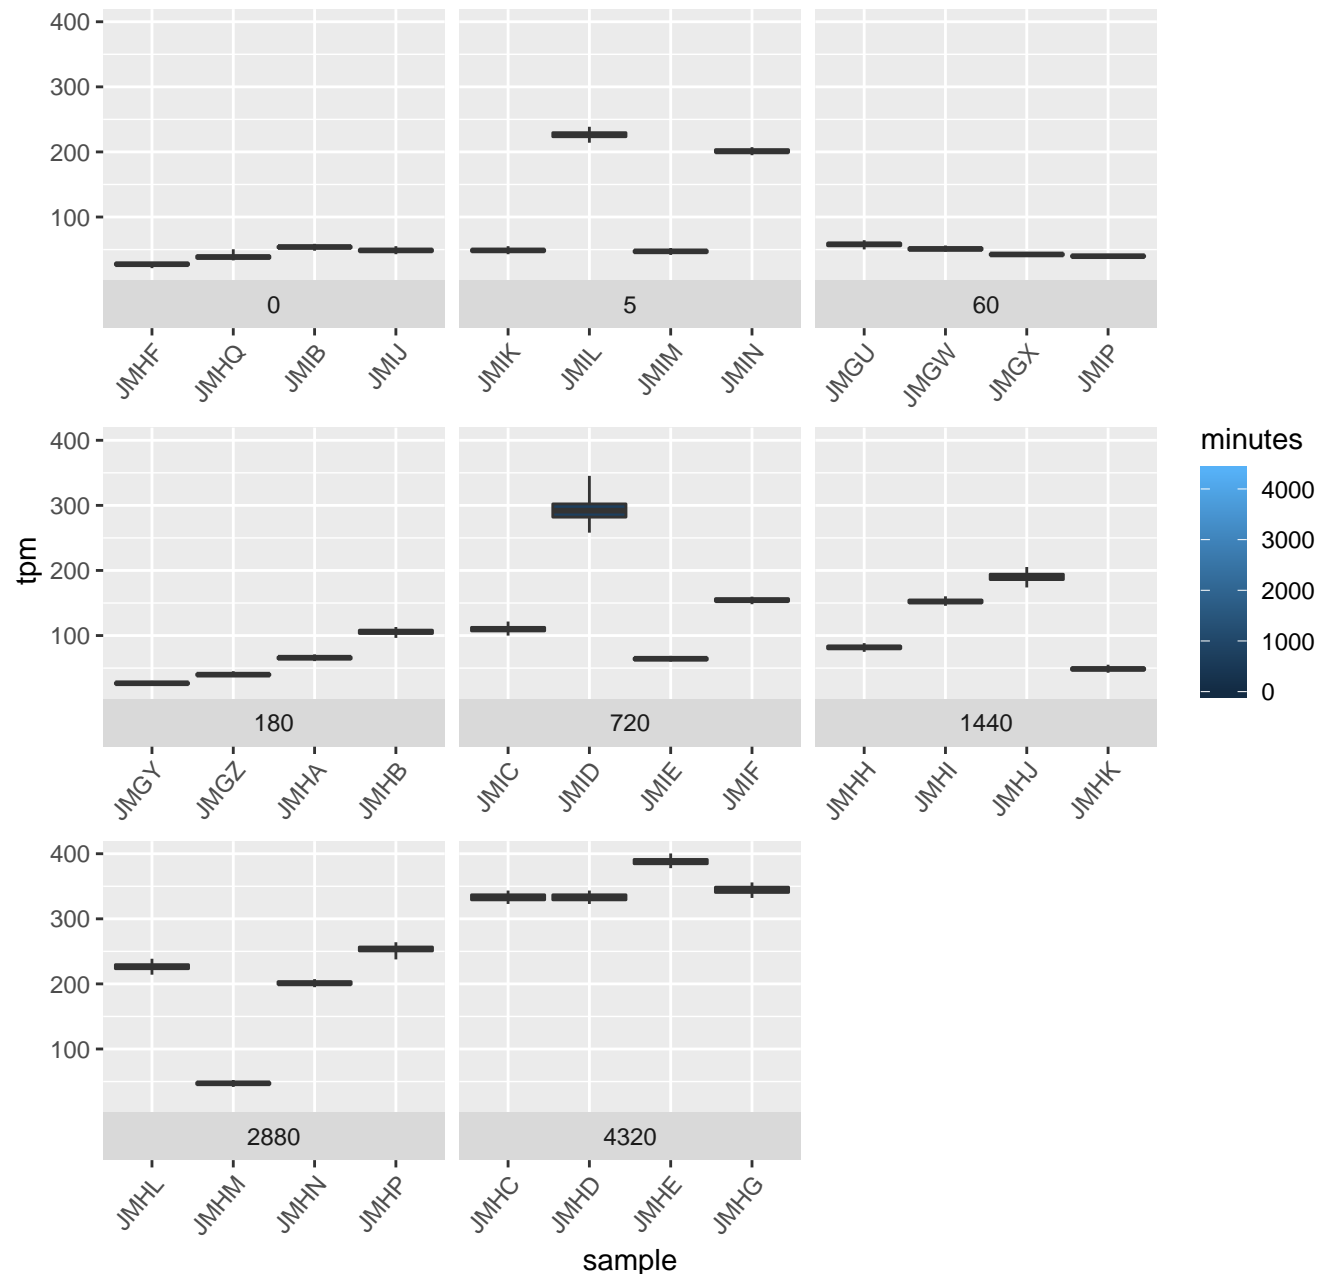 400
300
200
100
0
5
60
JMHF
JMHQ
JMIB
JMIJ
JMIK
JMIL
JMIM
JMIN
JMGU
JMGW
JMGX
JMIP
tpm
400
300
200
100
180
720
1440
JMGY
JMGZ
JMHA
JMHB
JMIC
JMID
JMIE
JMIF
JMHH
JMHI
JMHJ
JMHK
minutes
4000
3000
2000
1000
0
400
300
200
100
2880
4320
JMHL
JMHM
JMHN
JMHP
JMHC
JMHD
JMHE
JMHG
sample